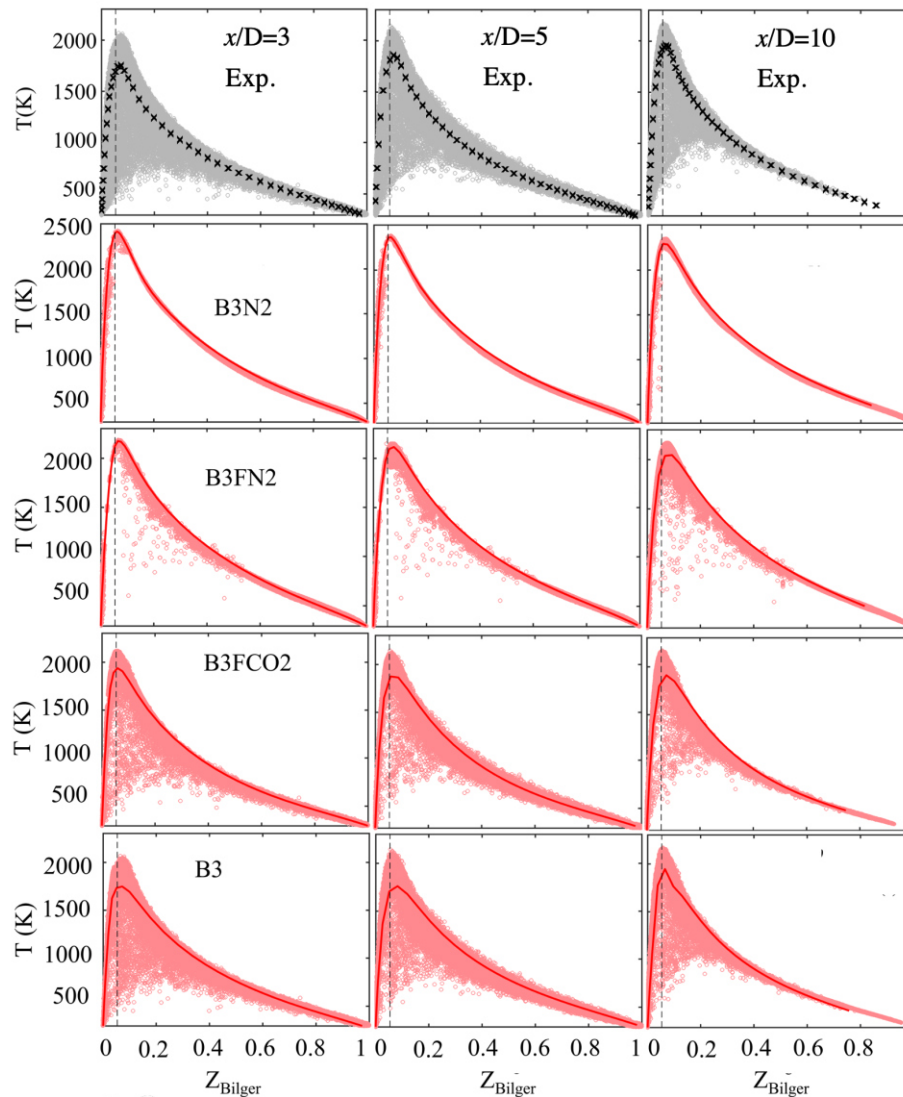 x/D=3
Exp.
x/D=5
Exp.
x/D=10
Exp.
T(K)
2000
1500
1000
500
B3N2
T (K)
2500
2000
1500
1000
500
B3FN2
T (K)
2000
1500
1000
500
B3FCO2
T (K)
2000
1500
1000
500
B3
T (K)
2000
1500
1000
500
0 0.2 0.4 0.6 0.8 1 0 0.2 0.4 0.6 0.8 1 0 0.2 0.4 0.6 0.8
Z_Bilger Z_Bilger Z_Bilger